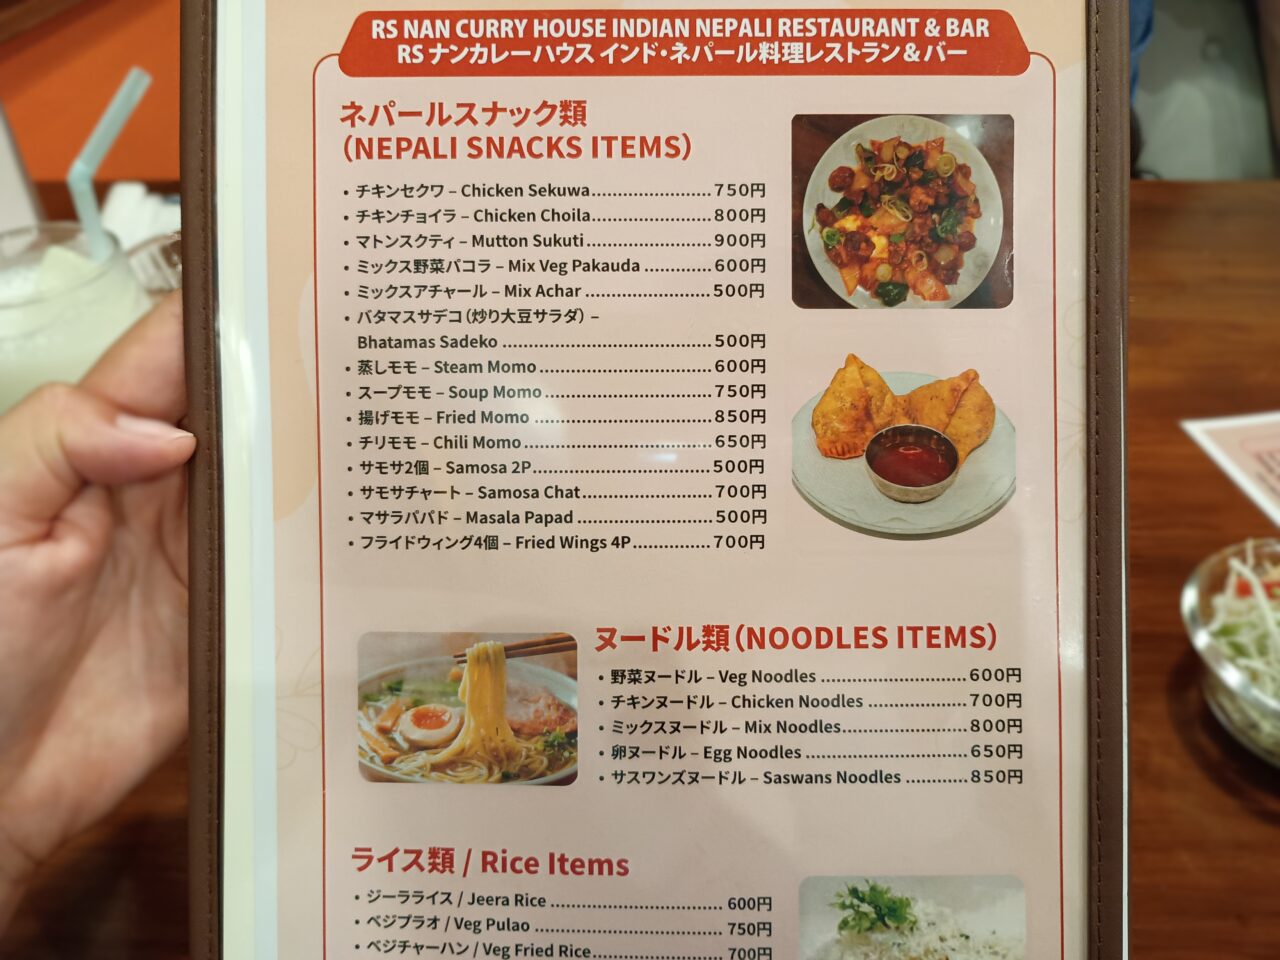 RS NAN CURRY HOUSE INDIAN NEPALI RESTAURANT & BAR
RS ナンカレーハウス インド・ネパール料理レストラン&バー
ネパールスナック類
(NEPALI SNACKS ITEMS)
• チキンセクワ – Chicken Sekuwa 750円
• チキンチョイラ – Chicken Choila 800円
• マトンスクティ – Mutton Sukuti 900円
• ミックス野菜パコラ – Mix Veg Pakauda 600円
• ミックスアチャール – Mix Achar 500円
• バタマスサデコ(炒り大豆サラダ) –
Bhatamas Sadeko 500円
• 蒸しモモ – Steam Momo 600円
• スープモモ – Soup Momo 750円
• 揚げモモ – Fried Momo 850円
• チリモモ – Chili Momo 650円
• サモサ2個 – Samosa 2P 500円
• サモサチャート – Samosa Chat 700円
• マサラパパド – Masala Papad 500円
• フライドウィング4個 – Fried Wings 4P 700円
ヌードル類(NOODLES ITEMS)
• 野菜ヌードル – Veg Noodles 600円
• チキンヌードル – Chicken Noodles 700円
• ミックスヌードル – Mix Noodles 800円
• 卵ヌードル – Egg Noodles 650円
• サスワンズヌードル – Saswans Noodles 850円
ライス類 / Rice Items
• ジーラライス / Jeera Rice 600円
• ベジプラオ / Veg Pulao 750円
• ベジチャーハン / Veg Fried Rice 700円